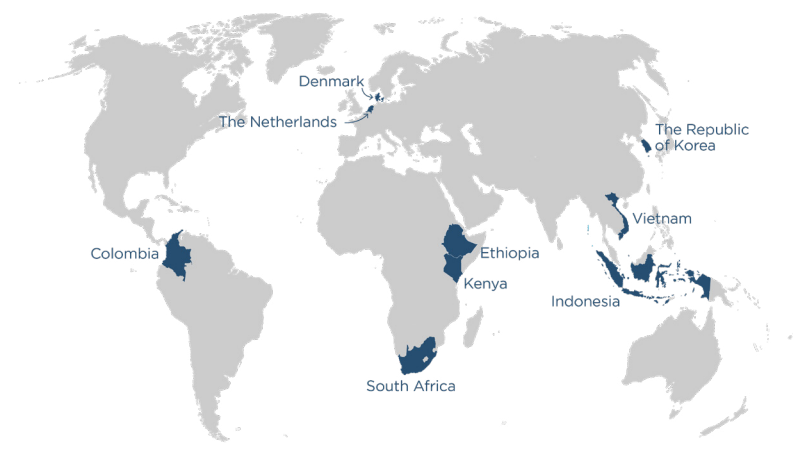 Denmark
The Netherlands
The Republic
of Korea
Vietnam
Colombia
Ethiopia
Kenya
Indonesia
South Africa